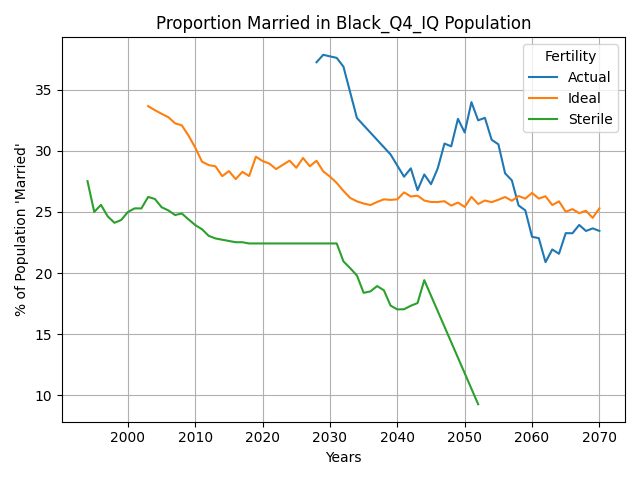 Proportion Married in Black_Q4_IQ Population
Fertility
Actual
Ideal
Sterile
% of Population 'Married'
35
30
25
20
15
10
2000 2010 2020 2030 2040 2050 2060 2070
Years